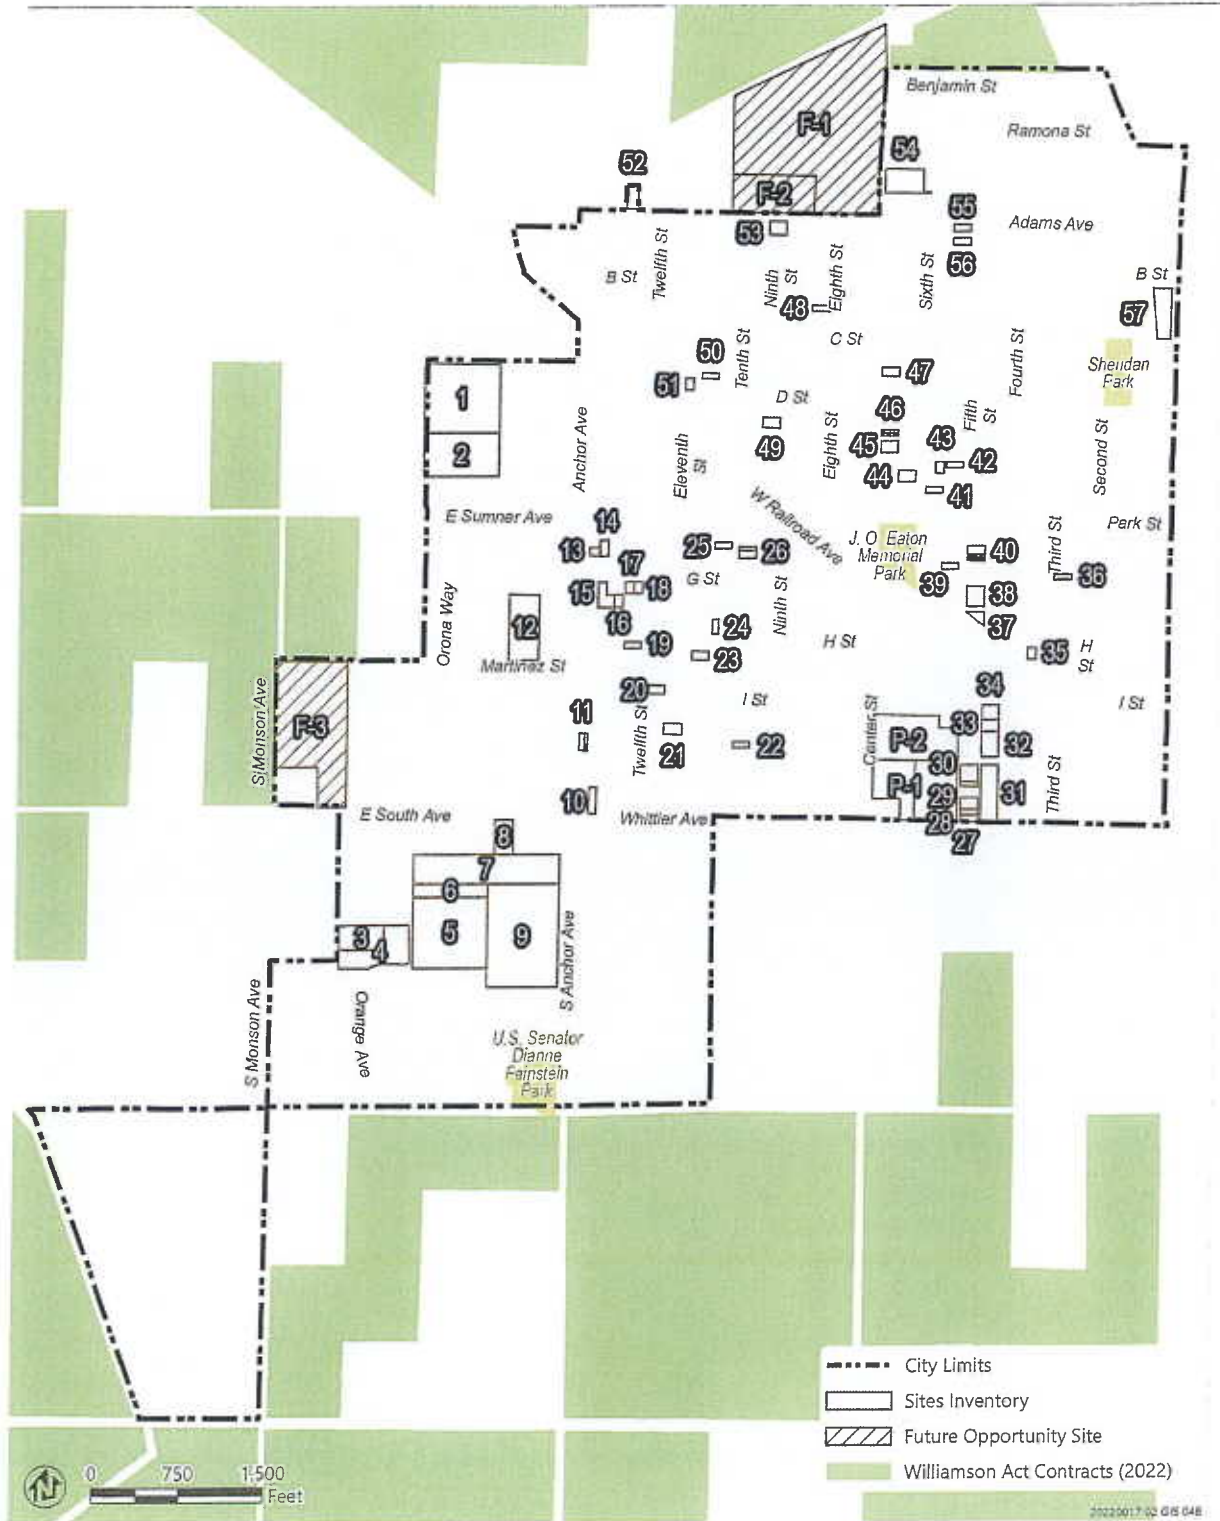 Benjamin St
F-1
Ramona St
54
52
F-2
55
53
Adams Ave
56
Twelfth St
B St
Ninth
St
Eighth St
Sixth St
B St
48
57
C St
50
Tenth St
Fourth St
Sheridan
Park
51
47
D St
1
46
Fifth
St
Anchor Ave
49
Eighth St
45
43
Second St
2
Eleventh
St
44
42
41
W Railroad Ave
E Sumner Ave
14
Park St
13
25
26
J. O. Eaton
Memorial
Park
40
Third St
17
39
36
15
18
G St
38
Orona Way
16
Ninth St
12
24
37
19
H St
Martinez St
23
35
H
St
20
34
I St
I St
S Monson Ave
F-3
11
Twelfth St
21
22
Center St
P-2
33
32
30
P-1
29
31
Third St
10
28
E South Ave
Whittier Ave
27
8
7
6
3
4
5
9
S Anchor Ave
S Monson Ave
Orange Ave
U.S. Senator
Dianne
Feinstein
Park
City Limits
Sites Inventory
Future Opportunity Site
Williamson Act Contracts (2022)
0 750 1,500
Feet
20220017.02 GIS 048